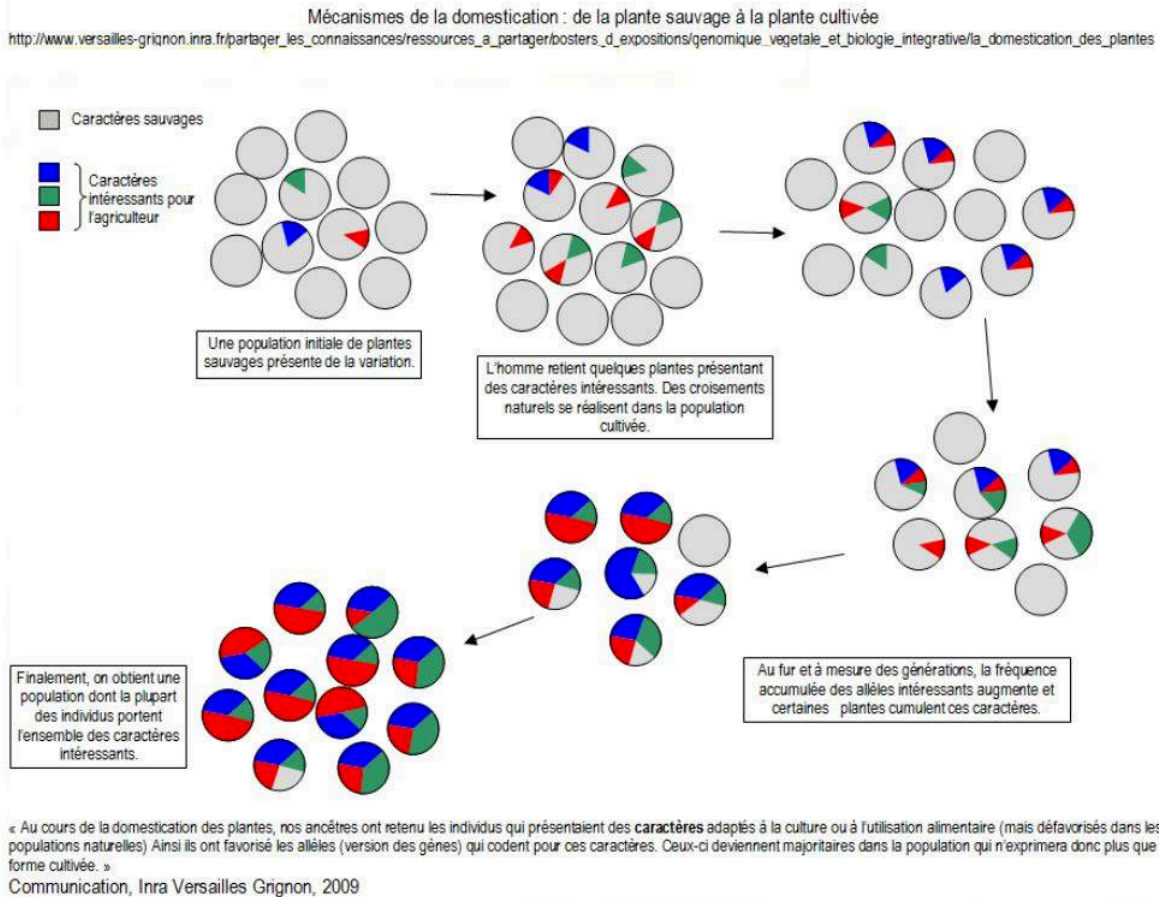 Mécanismes de la domestication : de la plante sauvage à la plante cultivée
http://www.versailles-grignon.inra.fr/partager_les_connaissances/ressources_a_partager/posters_d_expositions/genomique_vegetale_et_biologie_integrative/la_domestication_des_plantes
Caractères sauvages
Caractères
intéressants pour
l'agriculteur
Une population initiale de plantes
sauvages présente de la variation.
L'homme retient quelques plantes présentant
des caractères intéressants. Des croisements
naturels se réalisent dans la population
cultivée.
Au fur et à mesure des générations, la fréquence
accumulée des allèles intéressants augmente et
certaines plantes cumulent ces caractères.
Finalement, on obtient une
population dont la plupart
des individus portent
l'ensemble des caractères
intéressants.
« Au cours de la domestication des plantes, nos ancêtres ont retenu les individus qui présentaient des caractères adaptés à la culture ou à l'utilisation alimentaire (mais défavorisés dans les
populations naturelles) Ainsi ils ont favorisé les allèles (version des gènes) qui codent pour ces caractères. Ceux-ci deviennent majoritaires dans la population qui n'exprimera donc plus que
forme cultivée. »
Communication, Inra Versailles Grignon, 2009